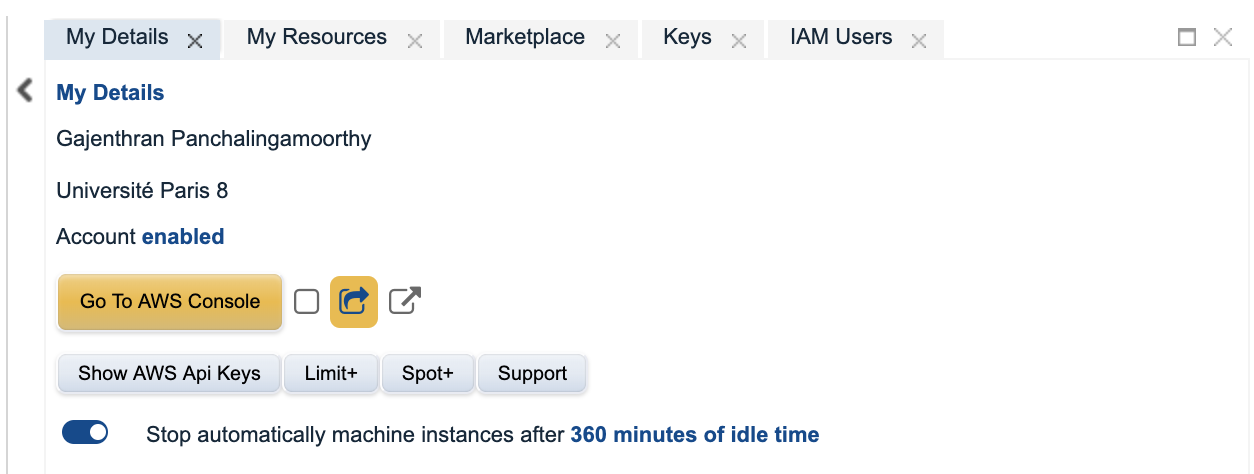 My Details My Resources Marketplace Keys IAM Users
My Details
Gajenthran Panchalingamoorthy
Université Paris 8
Account enabled
Go To AWS Console
Show AWS Api Keys Limit+ Spot+ Support
Stop automatically machine instances after 360 minutes of idle time